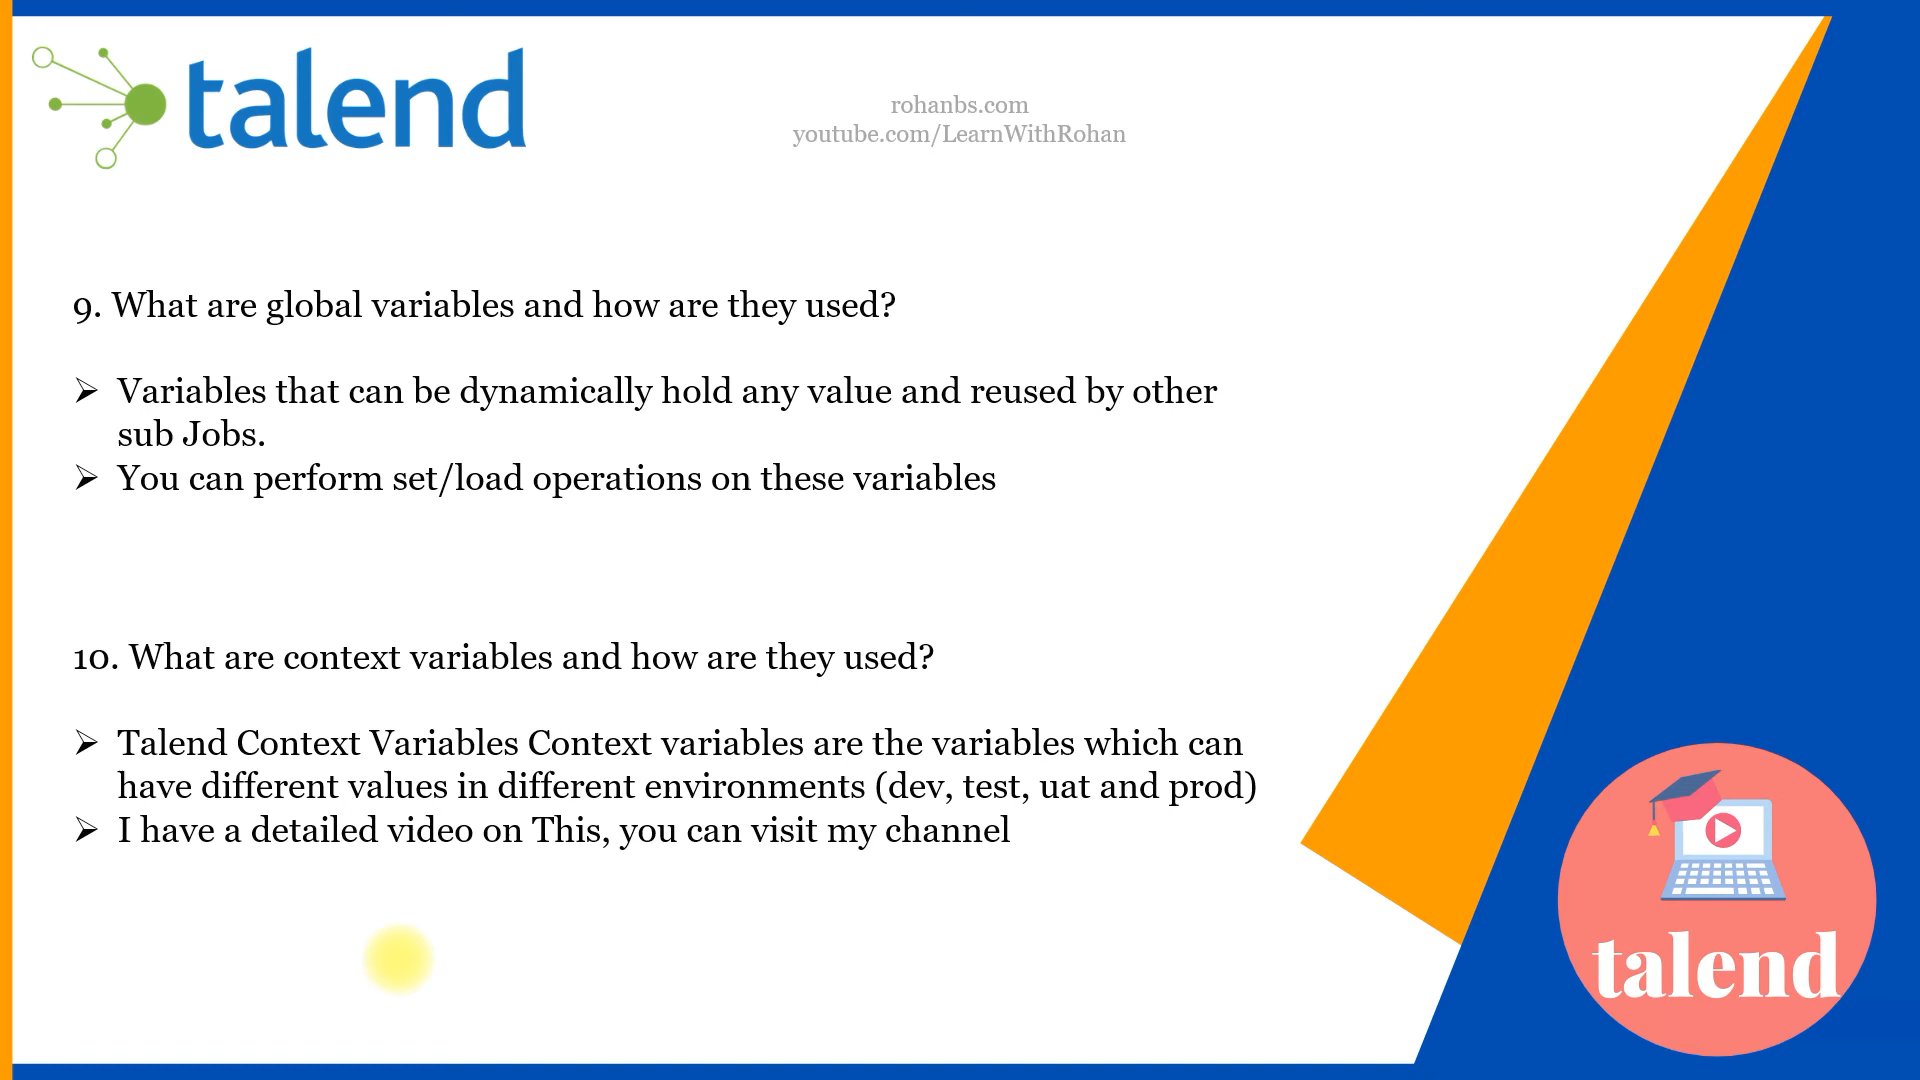 talend
rohanbs.com
youtube.com/LearnWithRohan
9. What are global variables and how are they used?
➢ Variables that can be dynamically hold any value and reused by other
sub Jobs.
➢ You can perform set/load operations on these variables
10. What are context variables and how are they used?
➢ Talend Context Variables Context variables are the variables which can
have different values in different environments (dev, test, uat and prod)
➢ I have a detailed video on This, you can visit my channel
talend